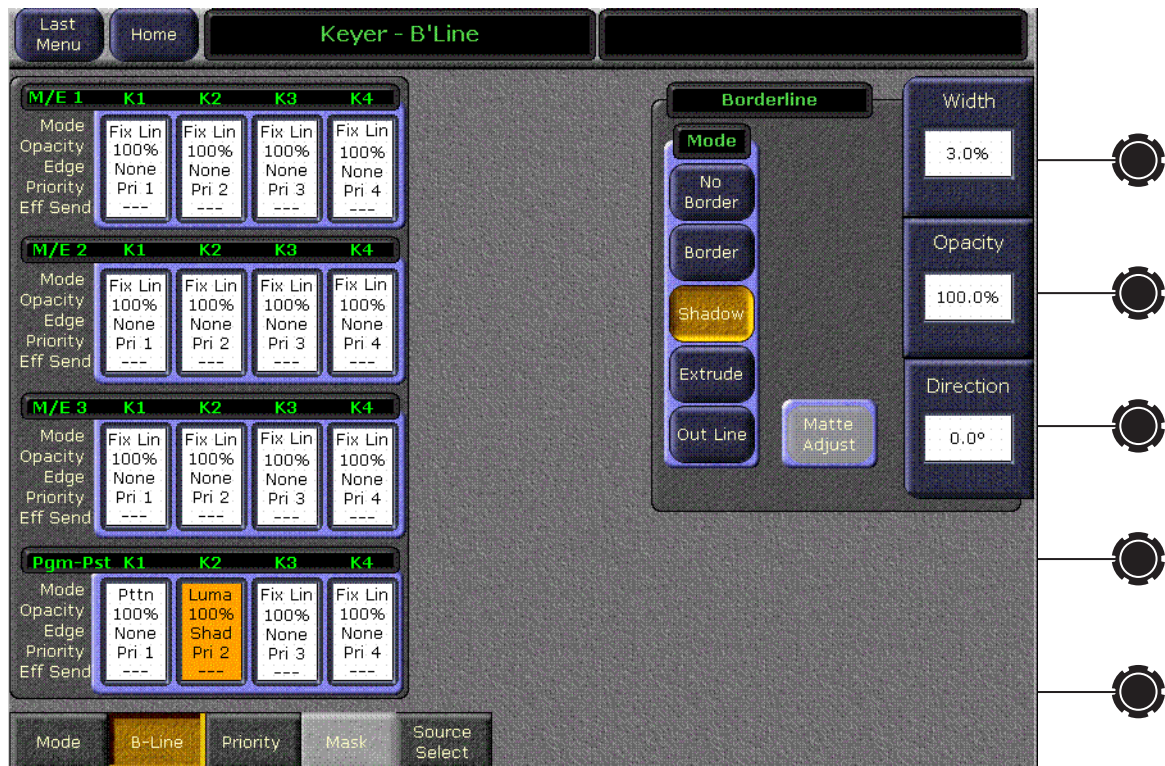 Last Menu
Home
Keyer - B'Line
M/E 1 K1 K2 K3 K4
Mode Fix Lin Fix Lin Fix Lin Fix Lin
Opacity 100% 100% 100% 100%
Edge None None None None
Priority Pri 1 Pri 2 Pri 3 Pri 4
Eff Send --- --- --- ---
M/E 2 K1 K2 K3 K4
Mode Fix Lin Fix Lin Fix Lin Fix Lin
Opacity 100% 100% 100% 100%
Edge None None None None
Priority Pri 1 Pri 2 Pri 3 Pri 4
Eff Send --- --- --- ---
M/E 3 K1 K2 K3 K4
Mode Fix Lin Fix Lin Fix Lin Fix Lin
Opacity 100% 100% 100% 100%
Edge None None None None
Priority Pri 1 Pri 2 Pri 3 Pri 4
Eff Send --- --- --- ---
Pgm-Pst K1 K2 K3 K4
Mode Pttn Luma Fix Lin Fix Lin
Opacity 100% 100% 100% 100%
Edge None Shad None None
Priority Pri 1 Pri 2 Pri 3 Pri 4
Eff Send --- --- --- ---
Borderline
Mode
No Border
Border
Shadow
Extrude
Out Line
Matte Adjust
Width
3.0%
Opacity
100.0%
Direction
0.0°
Mode
B-Line
Priority
Mask
Source Select